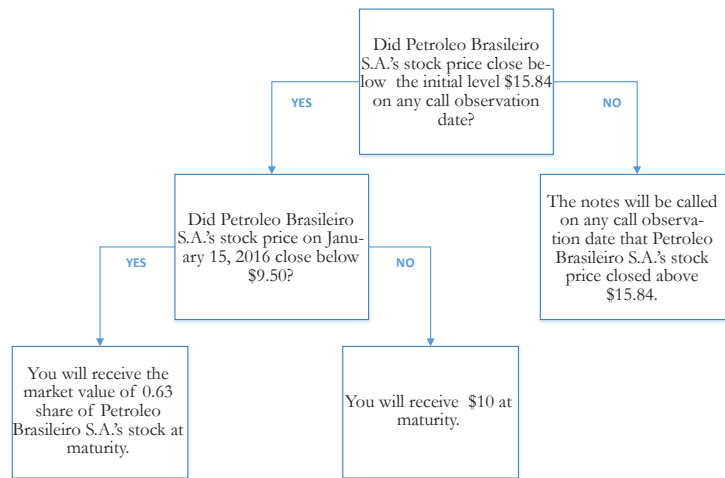 Did Petroleo Brasileiro
S.A.'s stock price close be-
low the initial level $15.84
on any call observation
date?
YES
NO
Did Petroleo Brasileiro
S.A.'s stock price on Janu-
ary 15, 2016 close below
$9.50?
The notes will be called
on any call observa-
tion date that Petroleo
Brasileiro S.A.'s stock
price closed above
$15.84.
YES
NO
You will receive the
market value of 0.63
share of Petroleo
Brasileiro S.A.'s stock at
maturity.
You will receive $10 at
maturity.